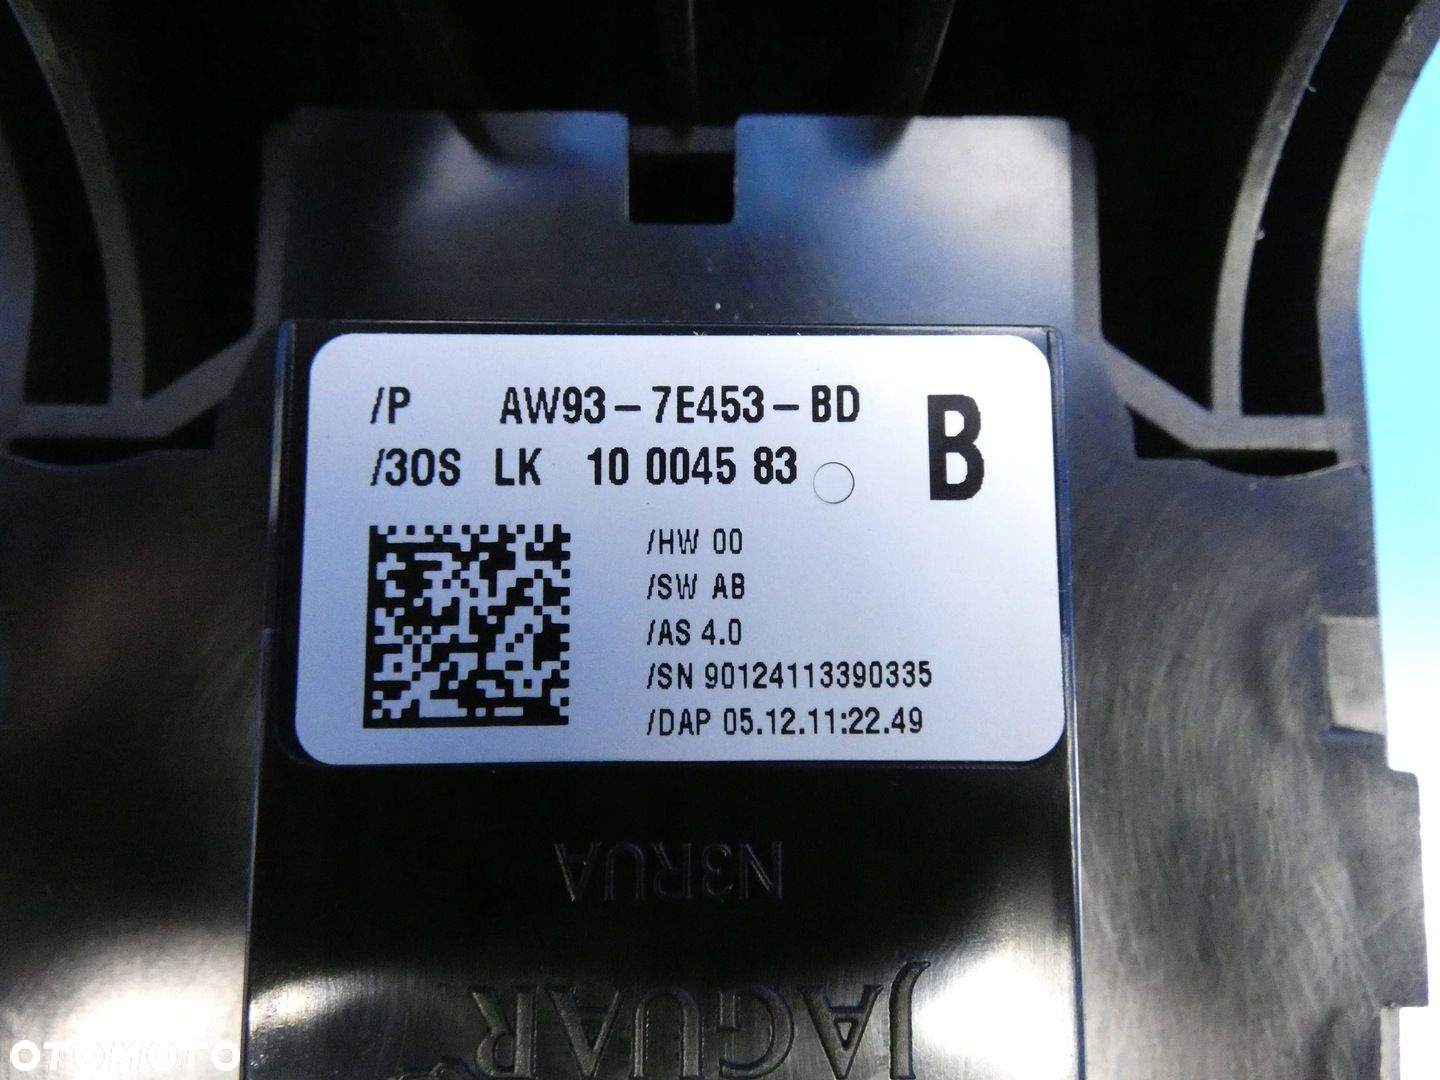 /P AW93-7E453-BD
/30S LK 10 0045 83
B
/HW 00
/SW AB
/AS 4.0
/SN 90124113390335
/DAP 05.12.11:22.49
N3RUA
JAGUAR
OTOMOTO